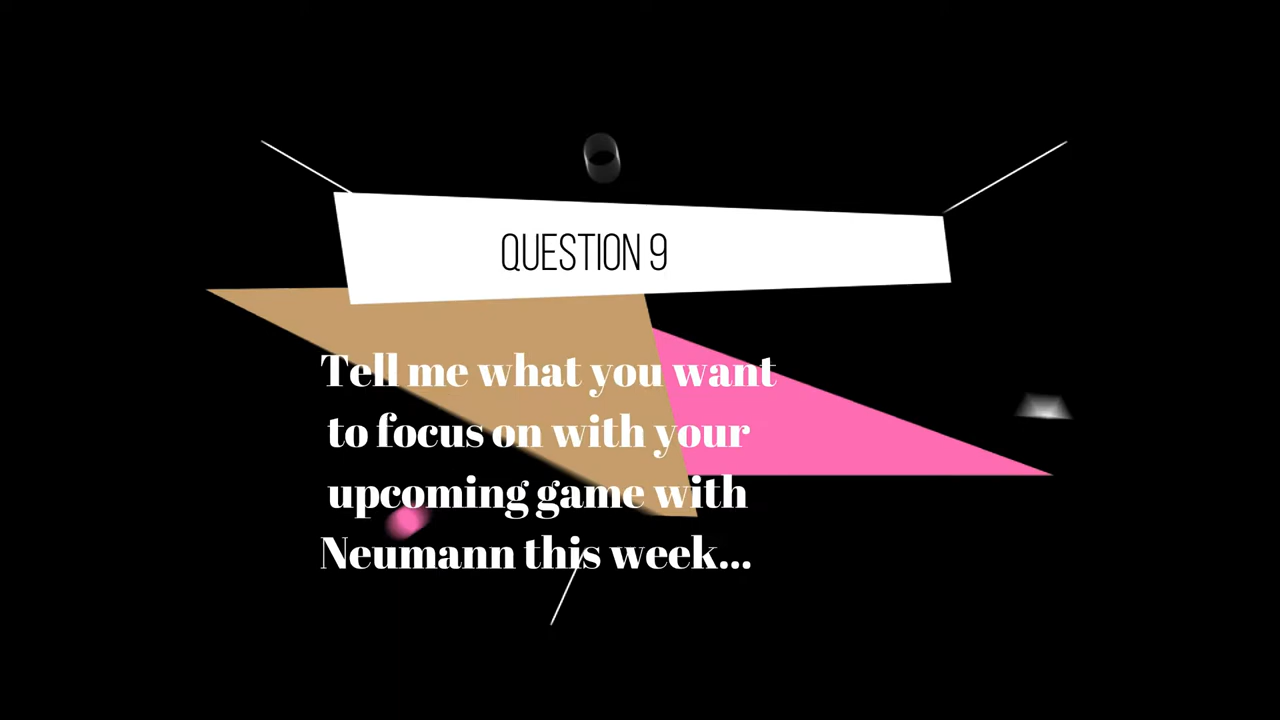 QUESTION 9
Tell me what you want
to focus on with your
upcoming game with
Neumann this week...